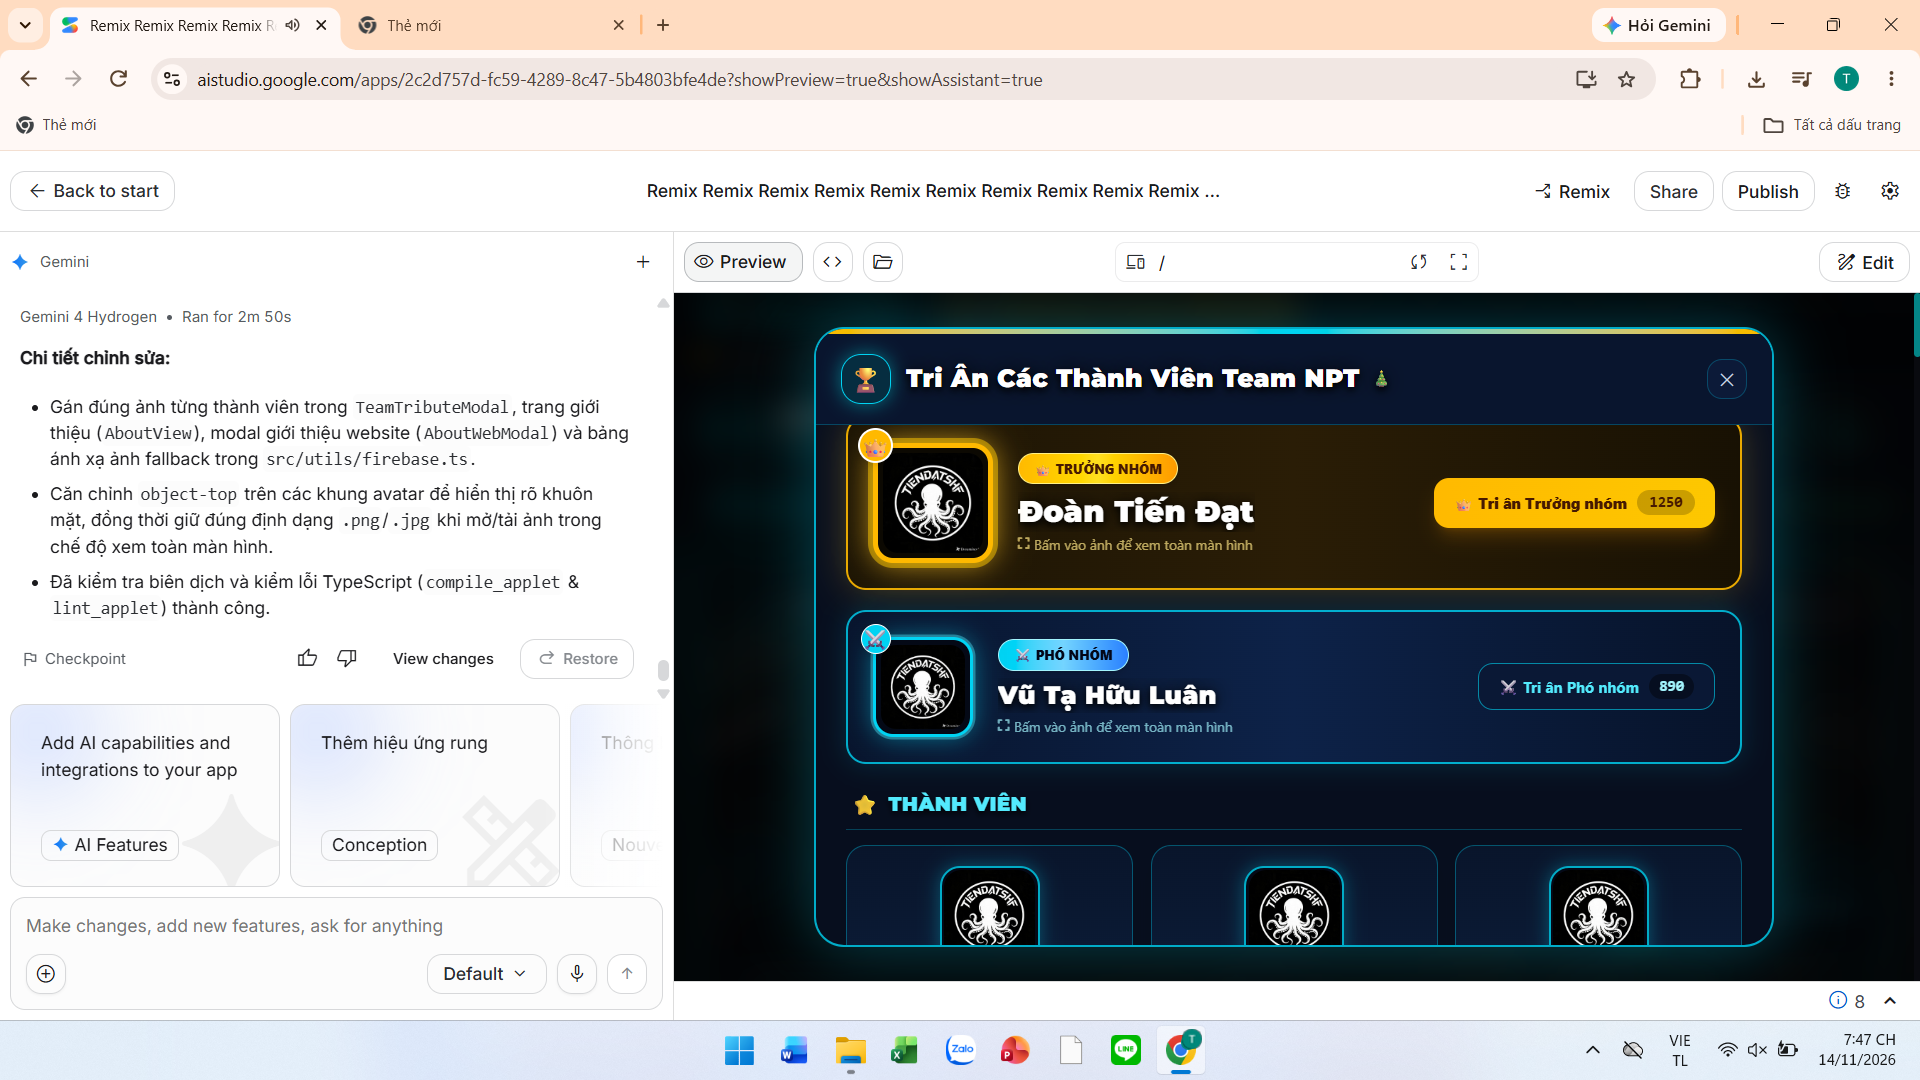 Remix Remix Remix Remix Re
Thẻ mới
Hỏi Gemini
aistudio.google.com/apps/2c2d757d-fc59-4289-8c47-5b4803bfe4de?showPreview=true&showAssistant=true
T
Thẻ mới
Tất cả dấu trang
Back to start
Remix Remix Remix Remix Remix Remix Remix Remix Remix Remix ...
Remix
Share
Publish
Gemini
Preview
/
Edit
Gemini 4 Hydrogen • Ran for 2m 50s
Chi tiết chỉnh sửa:
• Gán đúng ảnh từng thành viên trong TeamTributeModal, trang giới
thiệu (AboutView), modal giới thiệu website (AboutWebModal) và bảng
ánh xạ ảnh fallback trong src/utils/firebase.ts.
• Căn chỉnh object-top trên các khung avatar để hiển thị rõ khuôn
mặt, đồng thời giữ đúng định dạng .png/.jpg khi mở/tải ảnh trong
chế độ xem toàn màn hình.
• Đã kiểm tra biên dịch và kiểm lỗi TypeScript (compile_applet &
lint_applet) thành công.
Checkpoint
View changes
Restore
Add AI capabilities and
integrations to your app
AI Features
Thêm hiệu ứng rung
Conception
Thông
Nouve
Make changes, add new features, ask for anything
Default
Tri Ân Các Thành Viên Team NPT
TIENDATSHF
TRƯỞNG NHÓM
Đoàn Tiến Đạt
Bấm vào ảnh để xem toàn màn hình
Tri ân Trưởng nhóm 1250
TIENDATSHF
PHÓ NHÓM
Vũ Tạ Hữu Luân
Bấm vào ảnh để xem toàn màn hình
Tri ân Phó nhóm 890
THÀNH VIÊN
TIENDATSHF
TIENDATSHF
TIENDATSHF
8
Zalo
LINE
T
VIE
TL
7:47 CH
14/11/2026